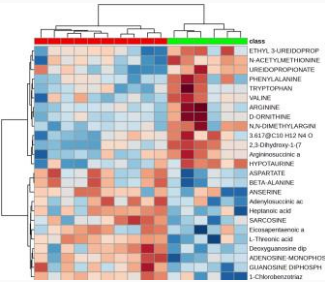 class
ETHYL 3-UREIDOPROP
N-ACETYLMETHIONINE
UREIDOPROPIONATE
PHENYLALANINE
TRYPTOPHAN
VALINE
ARGININE
D-ORNITHINE
N,N-DIMETHYLARGINI
3.617@C10 H12 N4 O
2,3-Dihydroxy-1-(7
Argininosuccinic a
HYPOTAURINE
ASPARTATE
BETA-ALANINE
ANSERINE
Adenylosuccinic ac
Heptanoic acid
SARCOSINE
Eicosapentaenoic a
L-Threonic acid
Deoxyguanosine dip
ADENOSINE-MONOPHOS
GUANOSINE DIPHOSPH
1-Chlorobenzotriaz